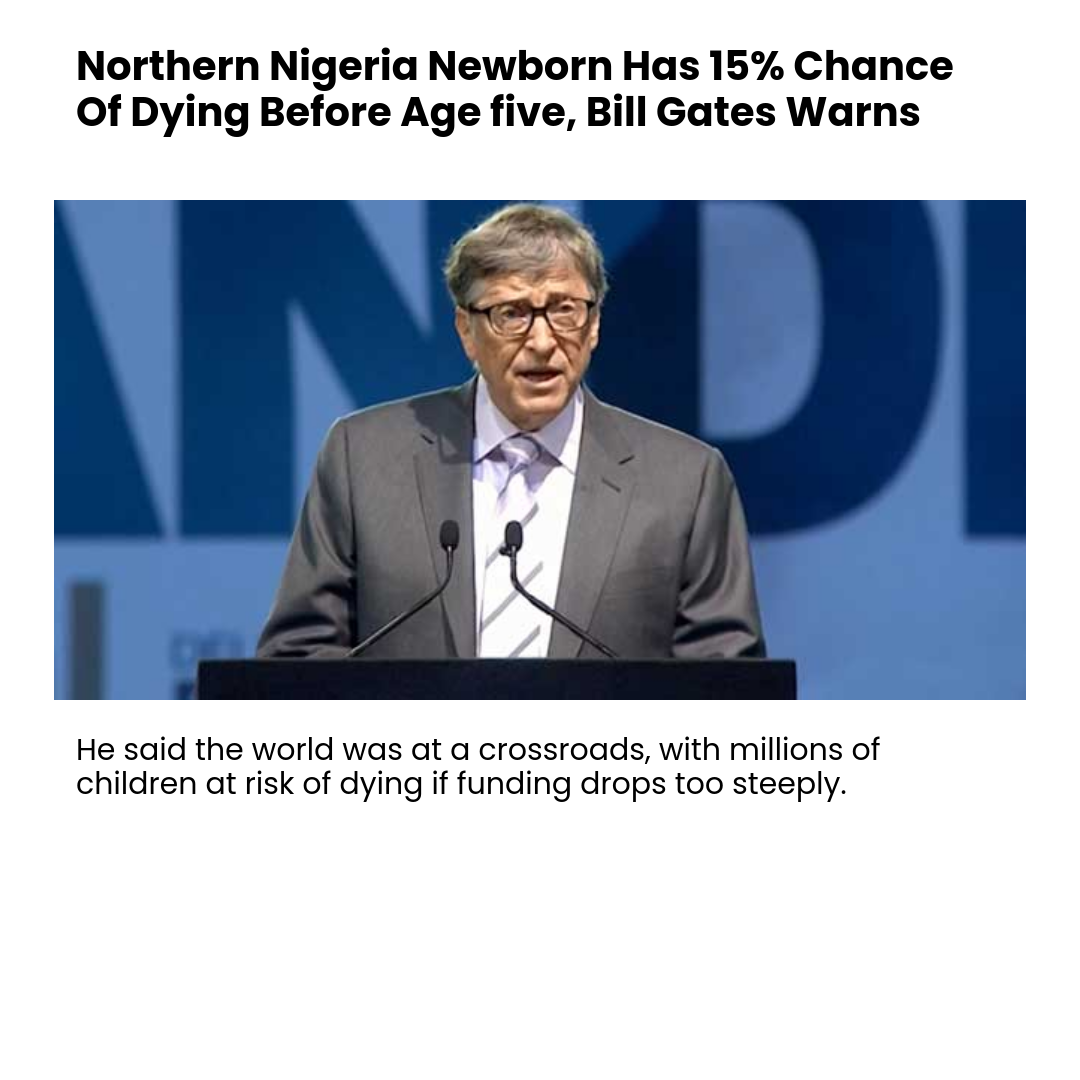 Northern Nigeria Newborn Has 15% Chance
Of Dying Before Age five, Bill Gates Warns
AND
He said the world was at a crossroads, with millions of
children at risk of dying if funding drops too steeply.